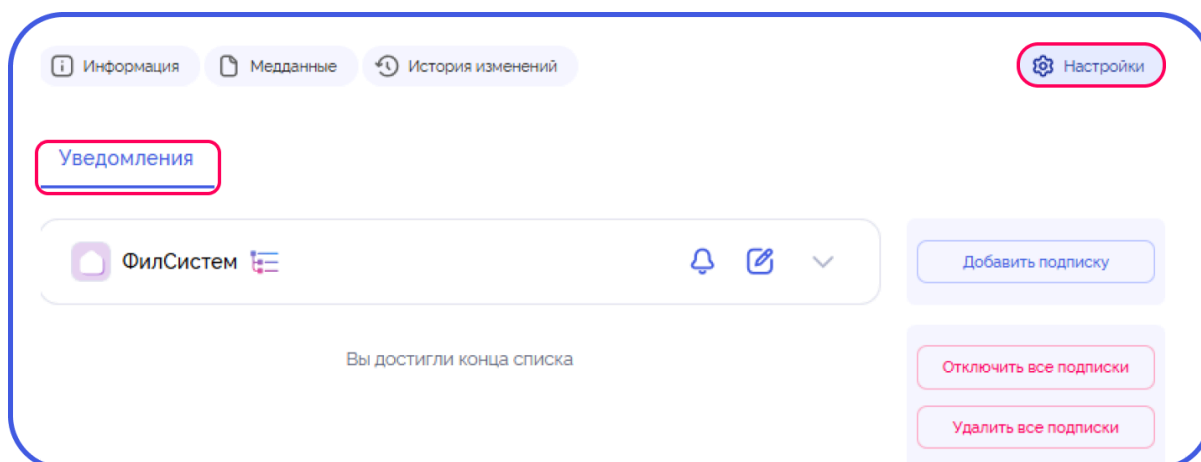 Информация
Медданные
История изменений
Настройки
Уведомления
ФилСистем
Добавить подписку
Вы достигли конца списка
Отключить все подписки
Удалить все подписки